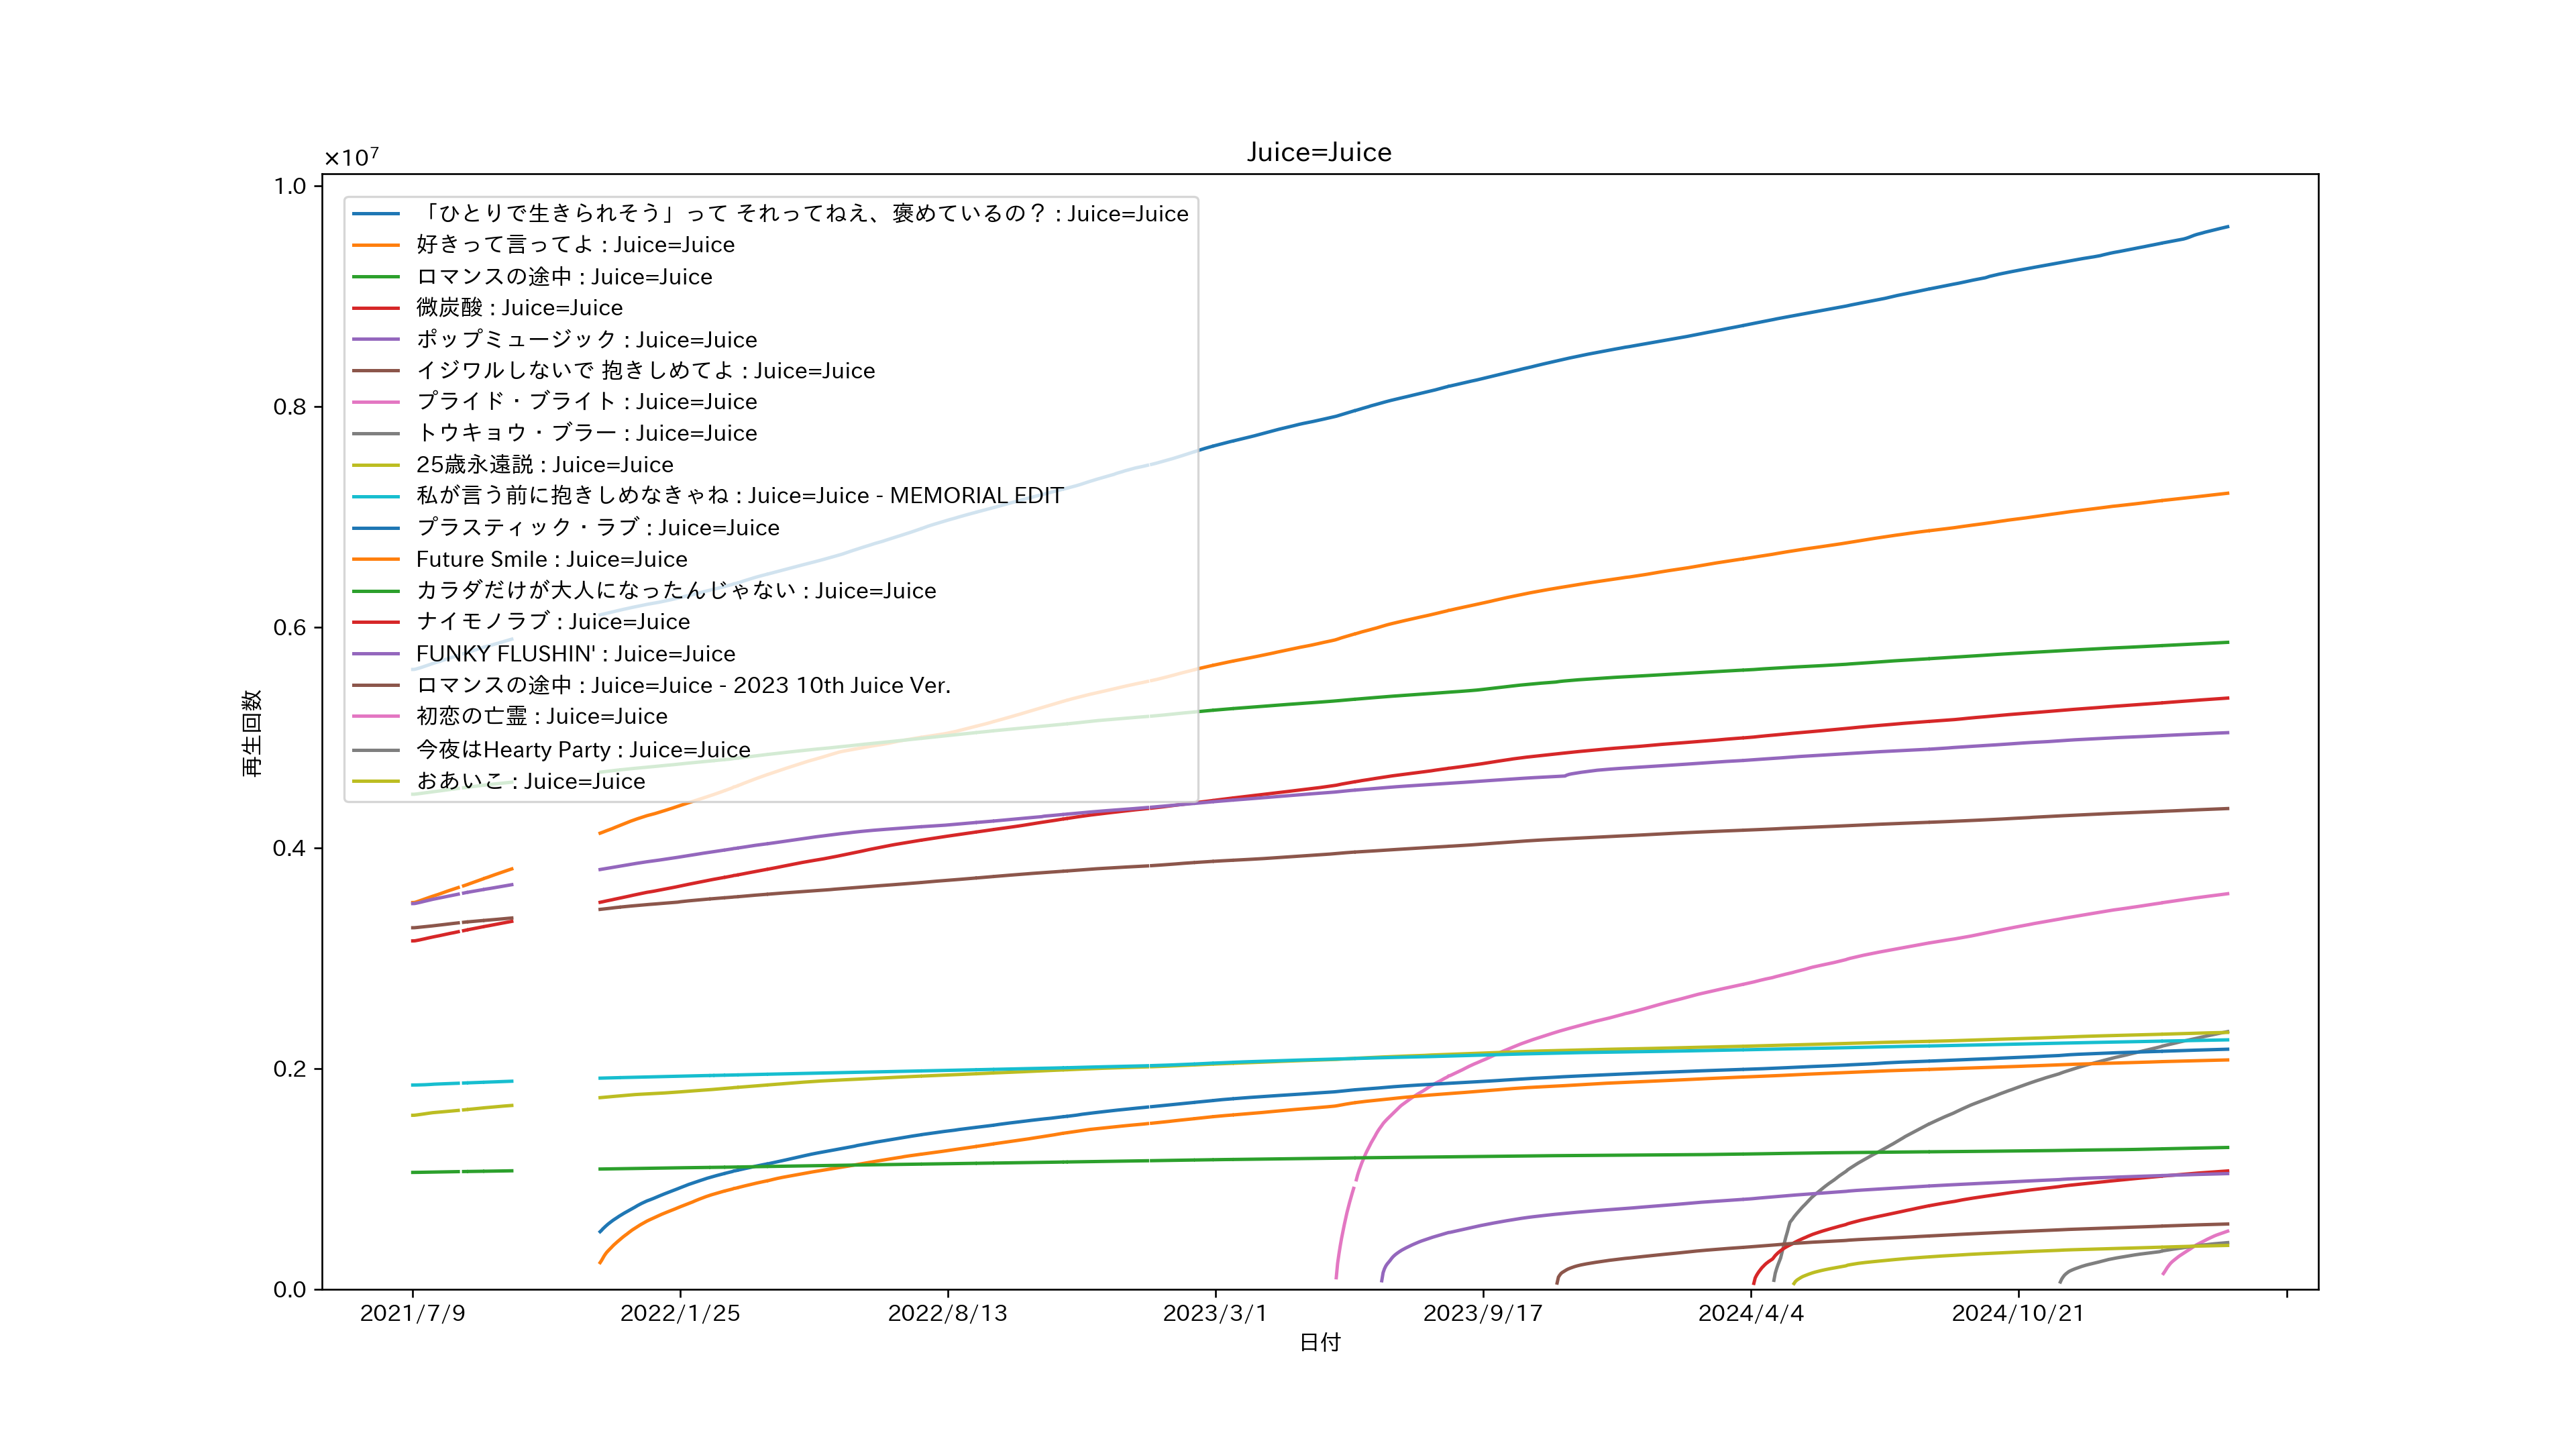 Juice=Juice
×10⁷
1.0
0.8
0.6
0.4
0.2
0.0
再生回数
「ひとりで生きられそう」って それってねえ、褒めているの？ : Juice=Juice
好きって言ってよ : Juice=Juice
ロマンスの途中 : Juice=Juice
微炭酸 : Juice=Juice
ポップミュージック : Juice=Juice
イジワルしないで 抱きしめてよ : Juice=Juice
プライド・ブライト : Juice=Juice
トウキョウ・ブラー : Juice=Juice
25歳永遠説 : Juice=Juice
私が言う前に抱きしめなきゃね : Juice=Juice - MEMORIAL EDIT
プラスティック・ラブ : Juice=Juice
Future Smile : Juice=Juice
カラダだけが大人になったんじゃない : Juice=Juice
ナイモノラブ : Juice=Juice
FUNKY FLUSHIN' : Juice=Juice
ロマンスの途中 : Juice=Juice - 2023 10th Juice Ver.
初恋の亡霊 : Juice=Juice
今夜はHearty Party : Juice=Juice
おあいこ : Juice=Juice
2021/7/9
2022/1/25
2022/8/13
2023/3/1
2023/9/17
2024/4/4
2024/10/21
日付